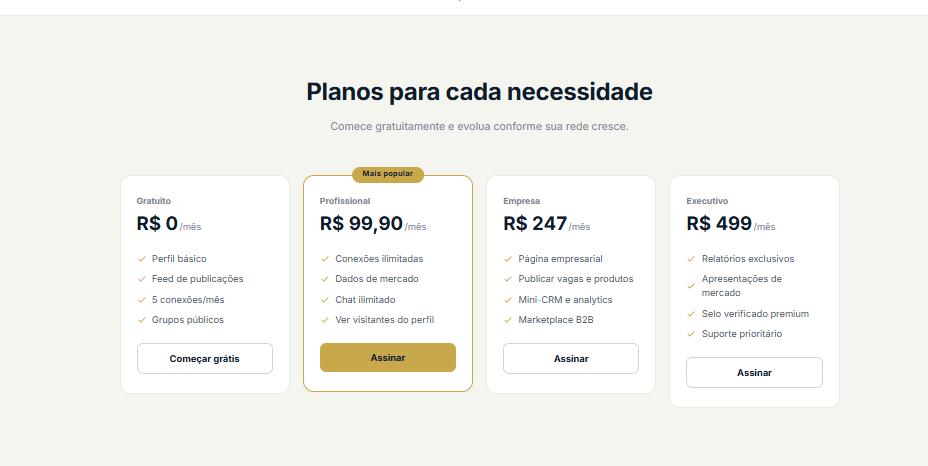 Planos para cada necessidade
Comece gratuitamente e evolua conforme sua rede cresce.
Gratuito
R$ 0/mês
Perfil básico
Feed de publicações
5 conexões/mês
Grupos públicos
Começar grátis
Mais popular
Profissional
R$ 99,90/mês
Conexões ilimitadas
Dados de mercado
Chat ilimitado
Ver visitantes do perfil
Assinar
Empresa
R$ 247/mês
Página empresarial
Publicar vagas e produtos
Mini-CRM e analytics
Marketplace B2B
Assinar
Executivo
R$ 499/mês
Relatórios exclusivos
Apresentações de
mercado
Selo verificado premium
Suporte prioritário
Assinar